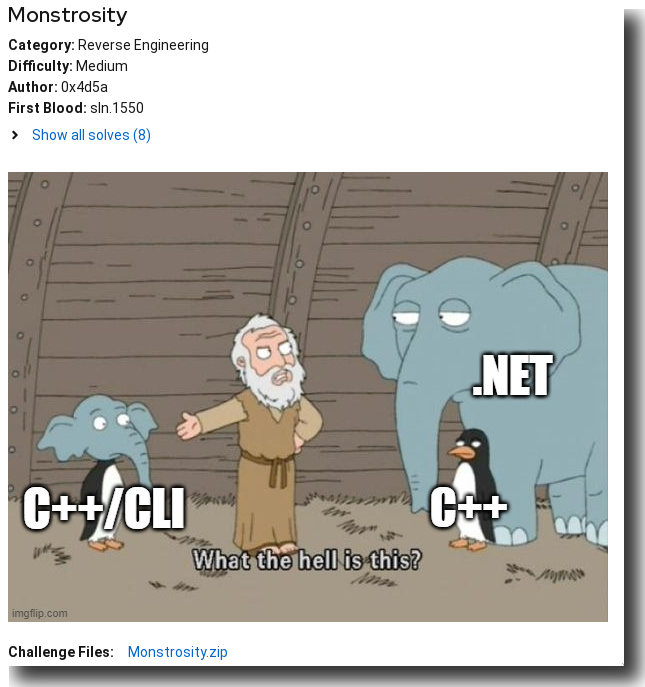 Monstrosity
Category: Reverse Engineering
Difficulty: Medium
Author: 0x4d5a
First Blood: sln.1550
Show all solves (8)
.NET
C++/CLI
C++
What the hell is this?
imgflip.com
Challenge Files: Monstrosity.zip